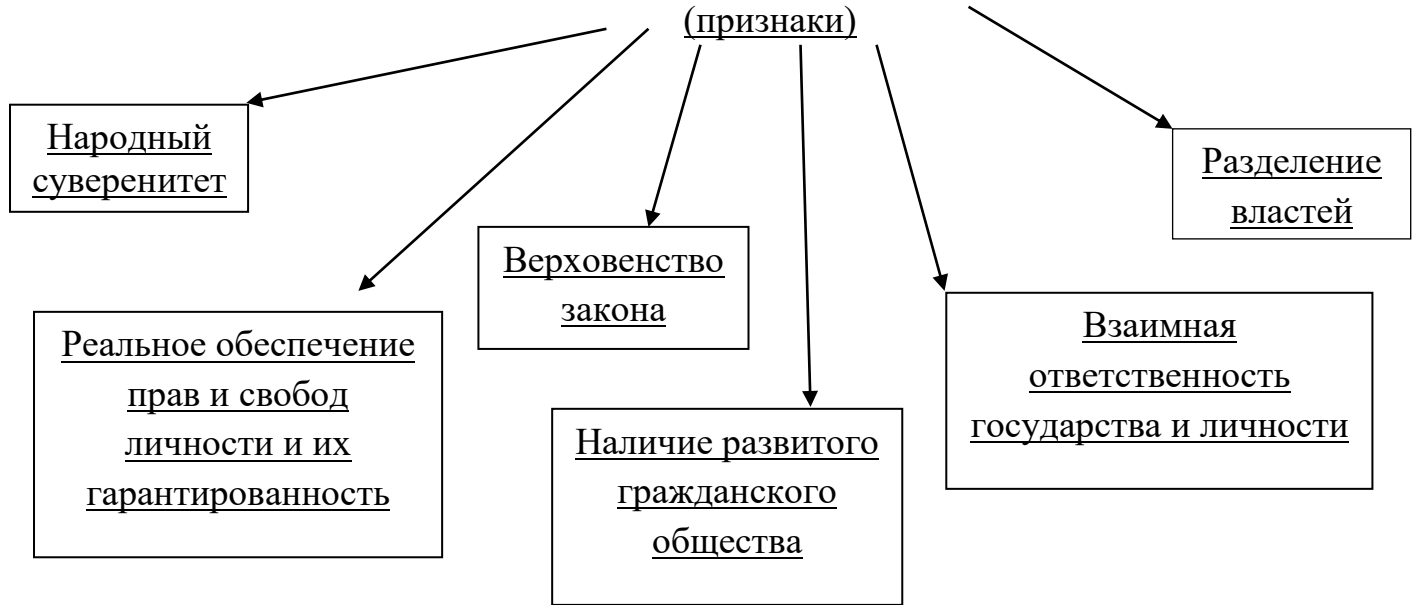 (признаки)
Народный
суверенитет
Разделение
властей
Верховенство
закона
Реальное обеспечение
прав и свобод
личности и их
гарантированность
Взаимная
ответственность
государства и личности
Наличие развитого
гражданского
общества